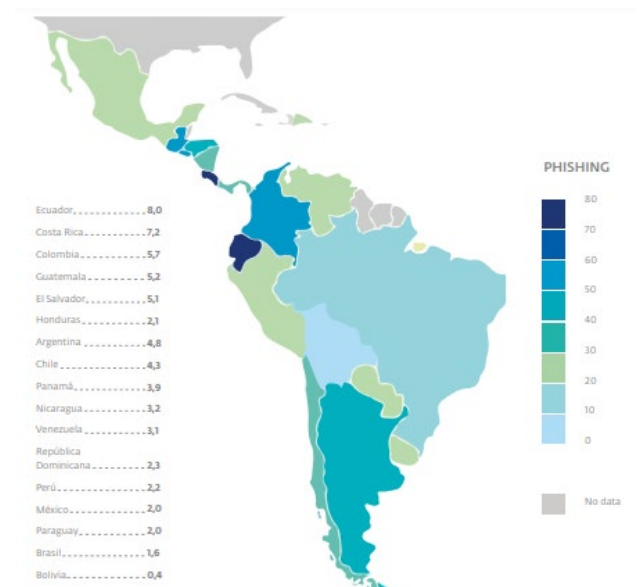 PHISHING
80
70
60
50
40
30
20
10
0
No data
Ecuador 8,0
Costa Rica 7,2
Colombia 5,7
Guatemala 5,2
El Salvador 5,1
Honduras 2,1
Argentina 4,8
Chile 4,3
Panamá 3,9
Nicaragua 3,2
Venezuela 3,1
República
Dominicana 2,3
Perú 2,2
México 2,0
Paraguay 2,0
Brasil 1,6
Bolivia 0,4